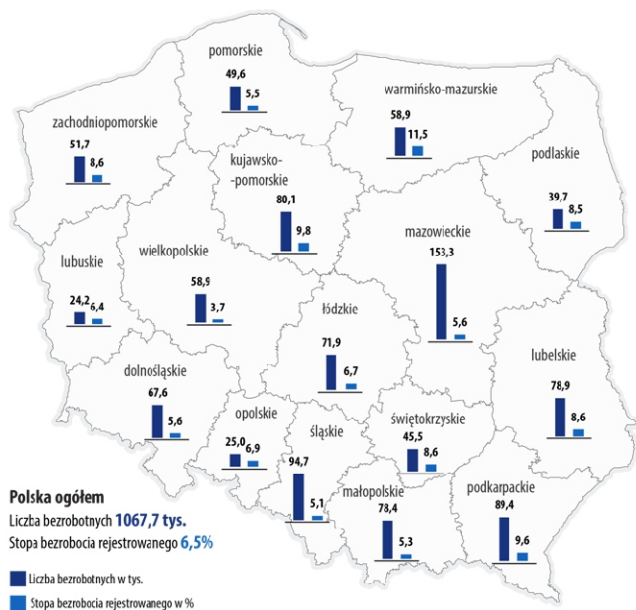 pomorskie
49,6
5,5
warmińsko-mazurskie
58,9
11,5
zachodniopomorskie
51,7
8,6
kujawsko-
-pomorskie
80,1
9,8
podlaskie
39,7
8,5
mazowieckie
153,3
5,6
wielkopolskie
58,9
3,7
lubuskie
24,2
6,4
łódzkie
71,9
6,7
lubelskie
78,9
8,6
dolnośląskie
67,6
5,6
opolskie
25,0
6,9
śląskie
94,7
5,1
świętokrzyskie
45,5
8,6
małopolskie
78,4
5,3
podkarpackie
89,4
9,6
Polska ogółem
Liczba bezrobotnych 1067,7 tys.
Stopa bezrobocia rejestrowanego 6,5%
Liczba bezrobotnych w tys.
Stopa bezrobocia rejestrowanego w %